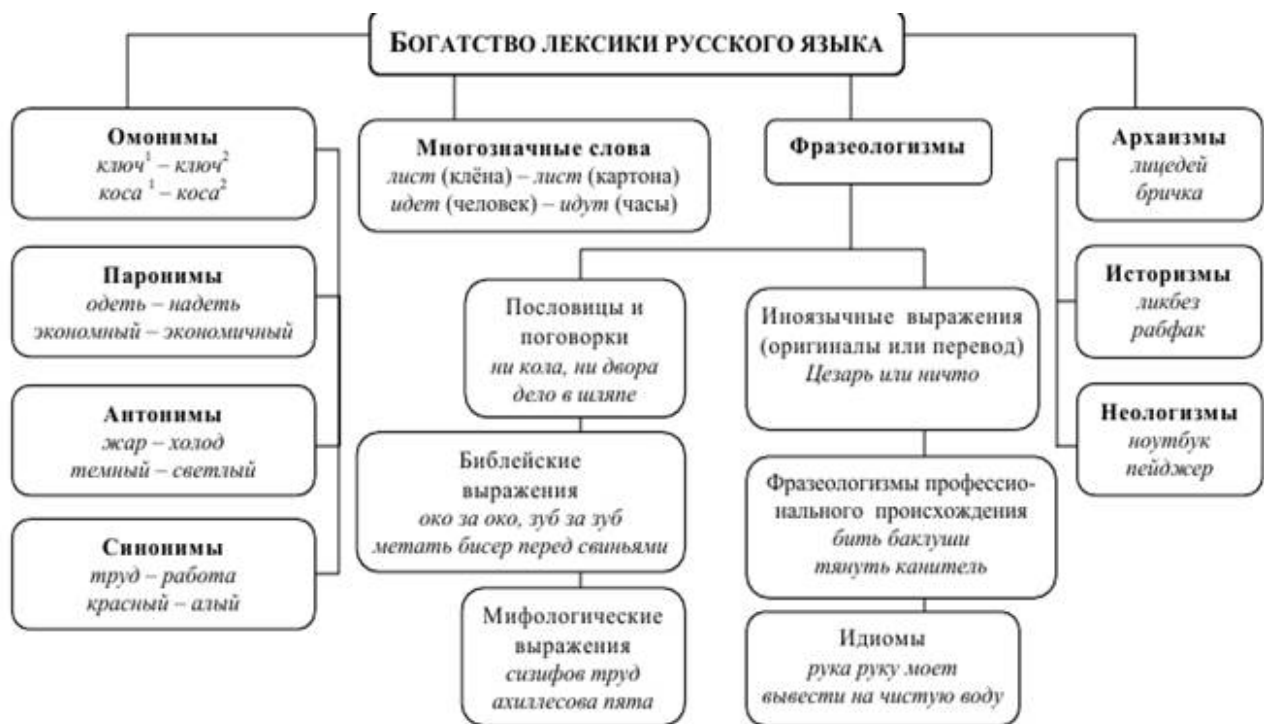 БОГАТСТВО ЛЕКСИКИ РУССКОГО ЯЗЫКА
Омонимы
ключ¹ – ключ²
коса ¹ – коса²
Паронимы
одеть – надеть
экономный – экономичный
Антонимы
жар – холод
темный – светлый
Синонимы
труд – работа
красный – алый
Многозначные слова
лист (клёна) – лист (картона)
идет (человек) – идут (часы)
Фразеологизмы
Пословицы и
поговорки
ни кола, ни двора
дело в шляпе
Библейские
выражения
око за око, зуб за зуб
метать бисер перед свиньями
Мифологические
выражения
сизифов труд
ахиллесова пята
Иноязычные выражения
(оригиналы или перевод)
Цезарь или ничто
Фразеологизмы профессио-
нального происхождения
бить баклуши
тянуть канитель
Идиомы
рука руку моет
вывести на чистую воду
Архаизмы
лицедей
бричка
Историзмы
ликбез
рабфак
Неологизмы
ноутбук
пейджер